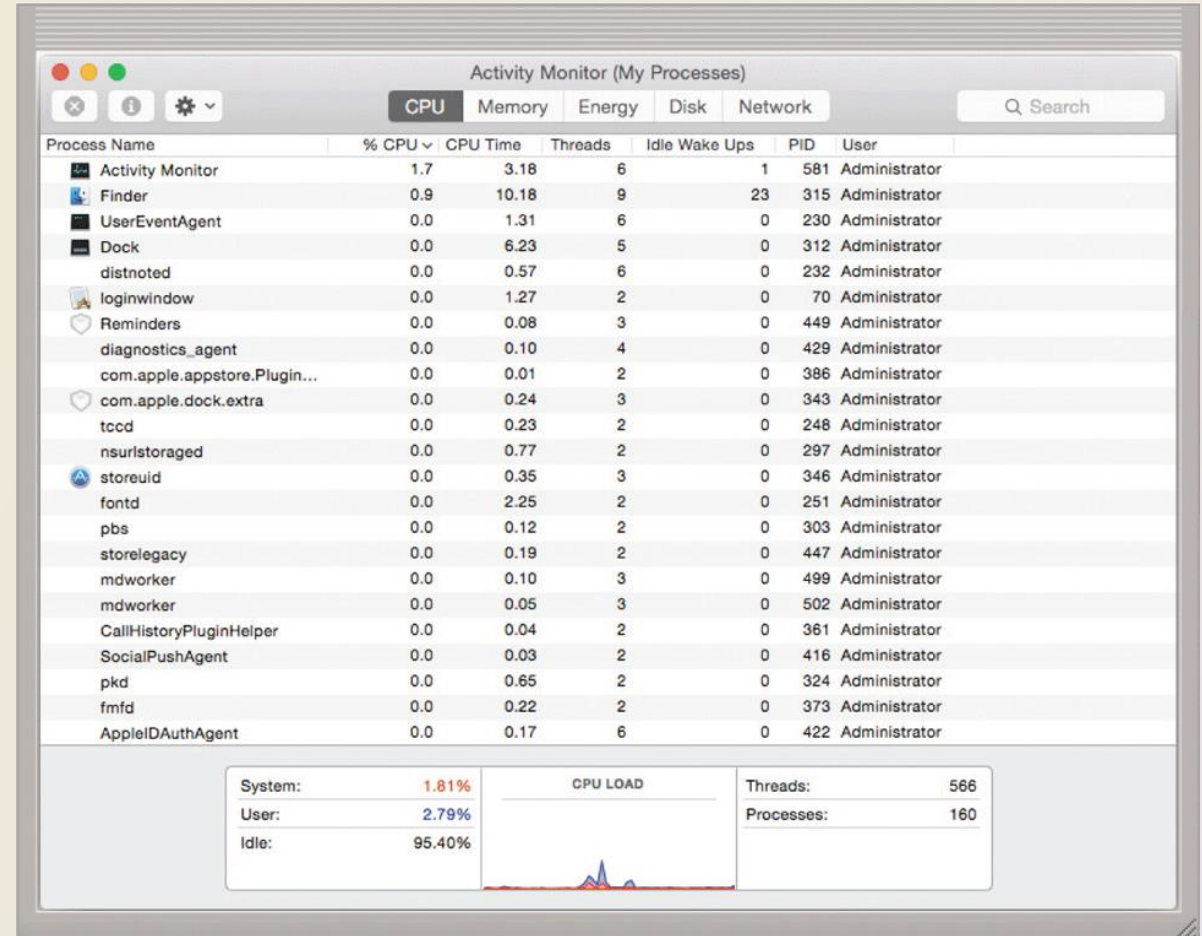 Activity Monitor (My Processes)
CPU Memory Energy Disk Network Search
Process Name % CPU CPU Time Threads Idle Wake Ups PID User
Activity Monitor 1.7 3.18 6 1 581 Administrator
Finder 0.9 10.18 9 23 315 Administrator
UserEventAgent 0.0 1.31 6 0 230 Administrator
Dock 0.0 6.23 5 0 312 Administrator
distnoted 0.0 0.57 6 0 232 Administrator
loginwindow 0.0 1.27 2 0 70 Administrator
Reminders 0.0 0.08 3 0 449 Administrator
diagnostics_agent 0.0 0.10 4 0 429 Administrator
com.apple.appstore.Plugin... 0.0 0.01 2 0 386 Administrator
com.apple.dock.extra 0.0 0.24 3 0 343 Administrator
tccd 0.0 0.23 2 0 248 Administrator
nsurlstoraged 0.0 0.77 2 0 297 Administrator
storeuid 0.0 0.35 3 0 346 Administrator
fontd 0.0 2.25 2 0 251 Administrator
pbs 0.0 0.12 2 0 303 Administrator
storelegacy 0.0 0.19 2 0 447 Administrator
mdworker 0.0 0.10 3 0 499 Administrator
mdworker 0.0 0.05 3 0 502 Administrator
CallHistoryPluginHelper 0.0 0.04 2 0 361 Administrator
SocialPushAgent 0.0 0.03 2 0 416 Administrator
pkd 0.0 0.65 2 0 324 Administrator
fmfd 0.0 0.22 2 0 373 Administrator
AppleIDAuthAgent 0.0 0.17 6 0 422 Administrator
System: 1.81% CPU LOAD Threads: 566
User: 2.79% Processes: 160
Idle: 95.40%